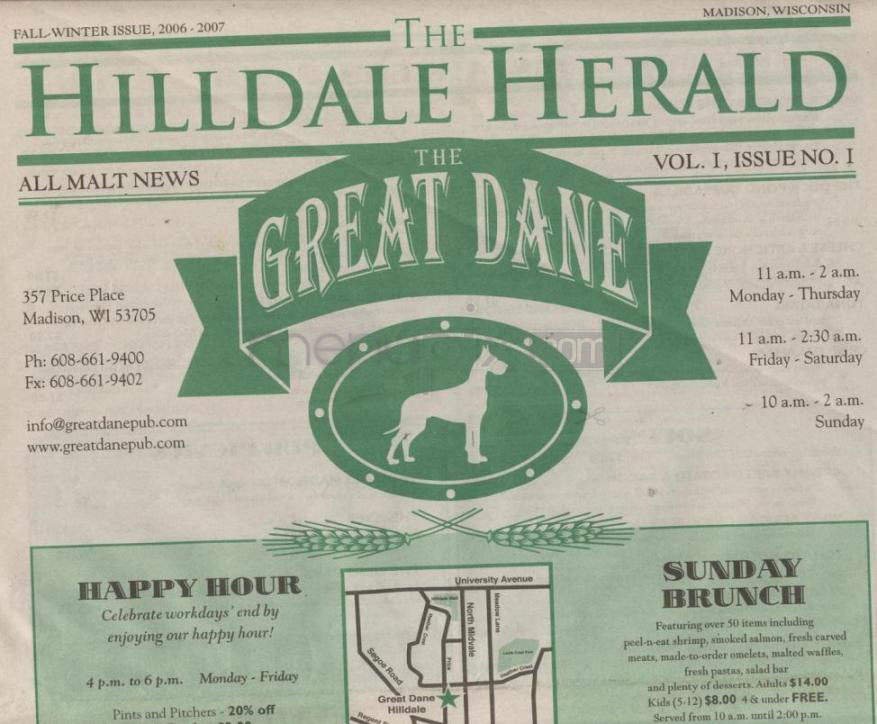 FALL-WINTER ISSUE, 2006 - 2007
MADISON, WISCONSIN
THE
HILLDALE HERALD
ALL MALT NEWS
VOL. I, ISSUE NO. I
THE
GREAT DANE
357 Price Place
Madison, WI 53705
Ph: 608-661-9400
Fx: 608-661-9402
info@greatdanepub.com
www.greatdanepub.com
11 a.m. - 2 a.m.
Monday - Thursday
11 a.m. - 2:30 a.m.
Friday - Saturday
10 a.m. - 2 a.m.
Sunday
HAPPY HOUR
Celebrate workdays' end by
enjoying our happy hour!
4 p.m. to 6 p.m. Monday - Friday
Pints and Pitchers - 20% off
University Avenue
North Midvale
Meadow Lane
Segoe Road
Price
Great Dane
Hilldale
Regent
SUNDAY
BRUNCH
Featuring over 50 items including
peel-n-eat shrimp, smoked salmon, fresh carved
meats, made-to-order omelets, malted waffles,
fresh pastas, salad bar
and plenty of desserts. Adults $14.00
Kids (5-12) $8.00 4 & under FREE.
Served from 10 a.m. until 2:00 p.m.